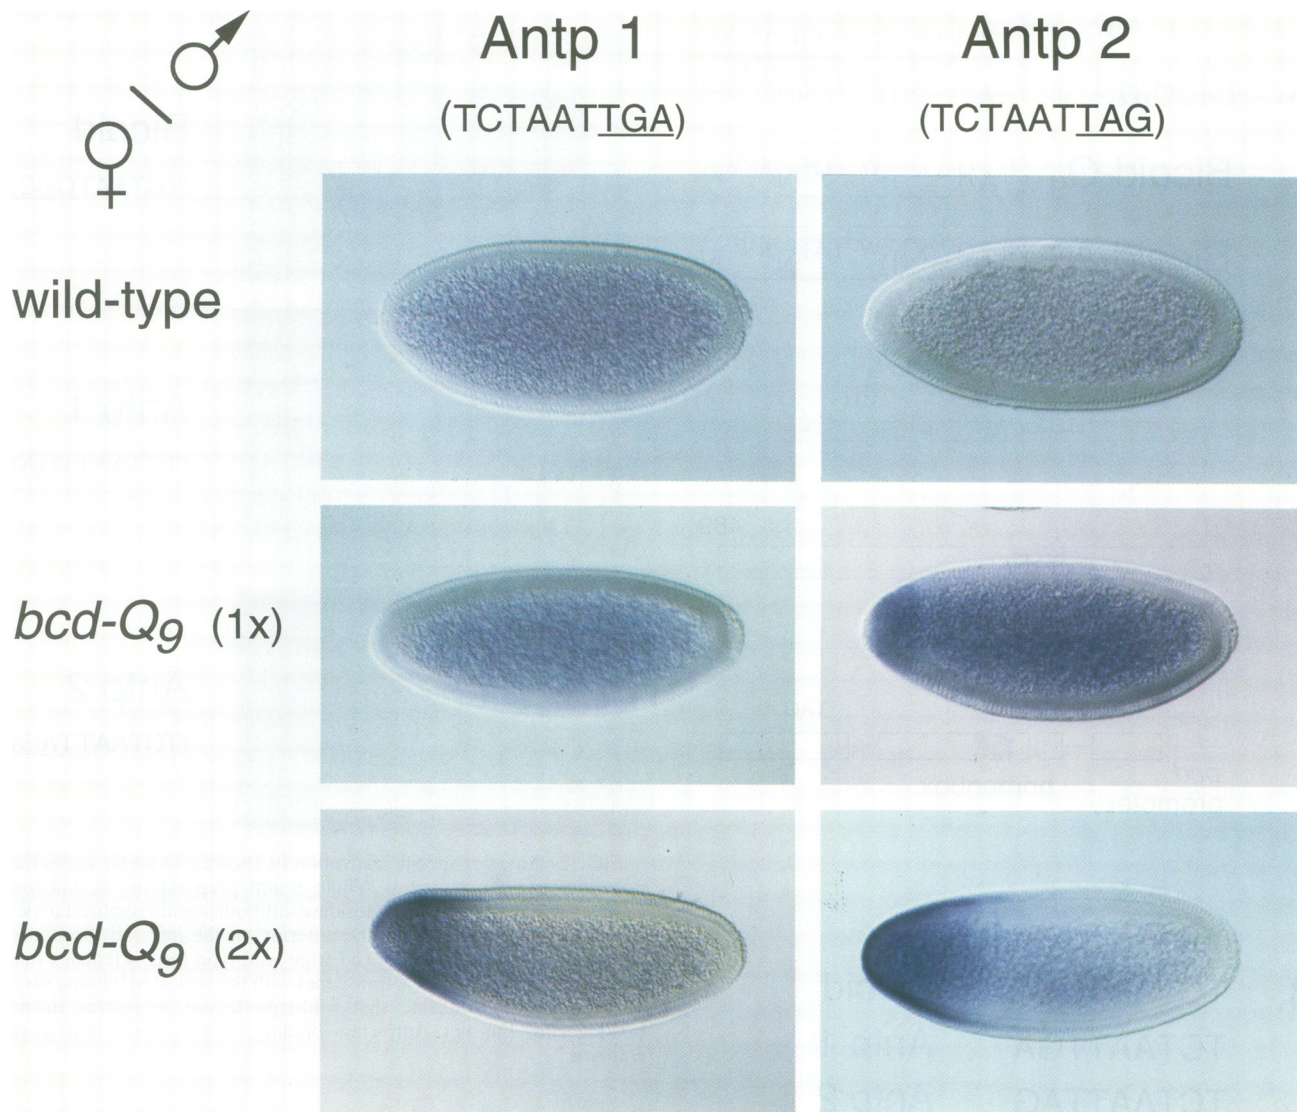 Antp 1 Antp 2
(TCTAATTGA) (TCTAATTAG)
wild-type
bcd-Q9 (1x)
bcd-Q9 (2x)